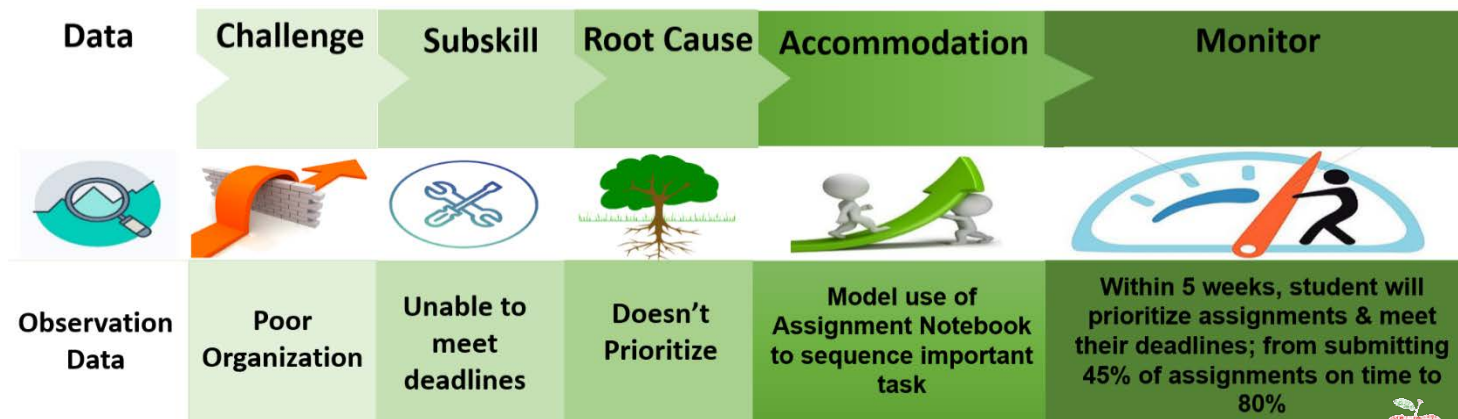 Data
Challenge
Subskill
Root Cause
Accommodation
Monitor
Observation
Data
Poor
Organization
Unable to
meet
deadlines
Doesn’t
Prioritize
Model use of
Assignment Notebook
to sequence important
task
Within 5 weeks, student will
prioritize assignments & meet
their deadlines; from submitting
45% of assignments on time to
80%